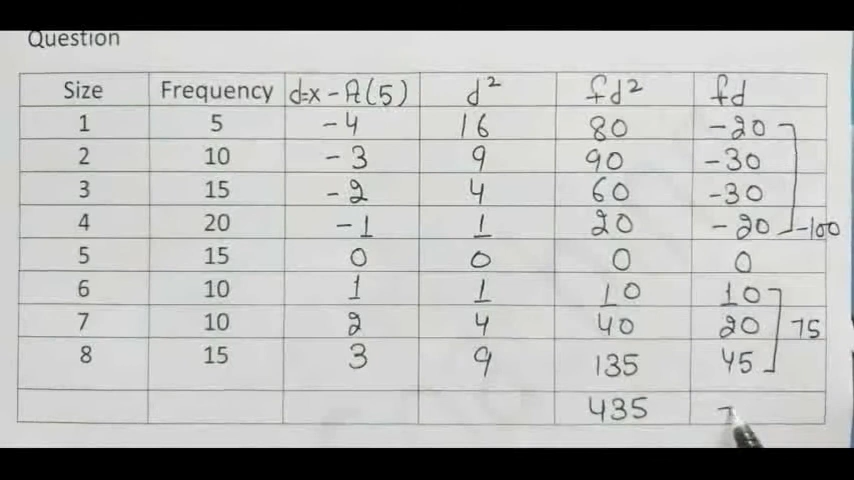 Question
Size Frequency d=x-A(5) d² fd² fd
1 5 -4 16 80 -20
2 10 -3 9 90 -30
3 15 -2 4 60 -30
4 20 -1 1 20 -20 -100
5 15 0 0 0 0
6 10 1 1 10 10
7 10 2 4 40 20 75
8 15 3 9 135 45
435 -